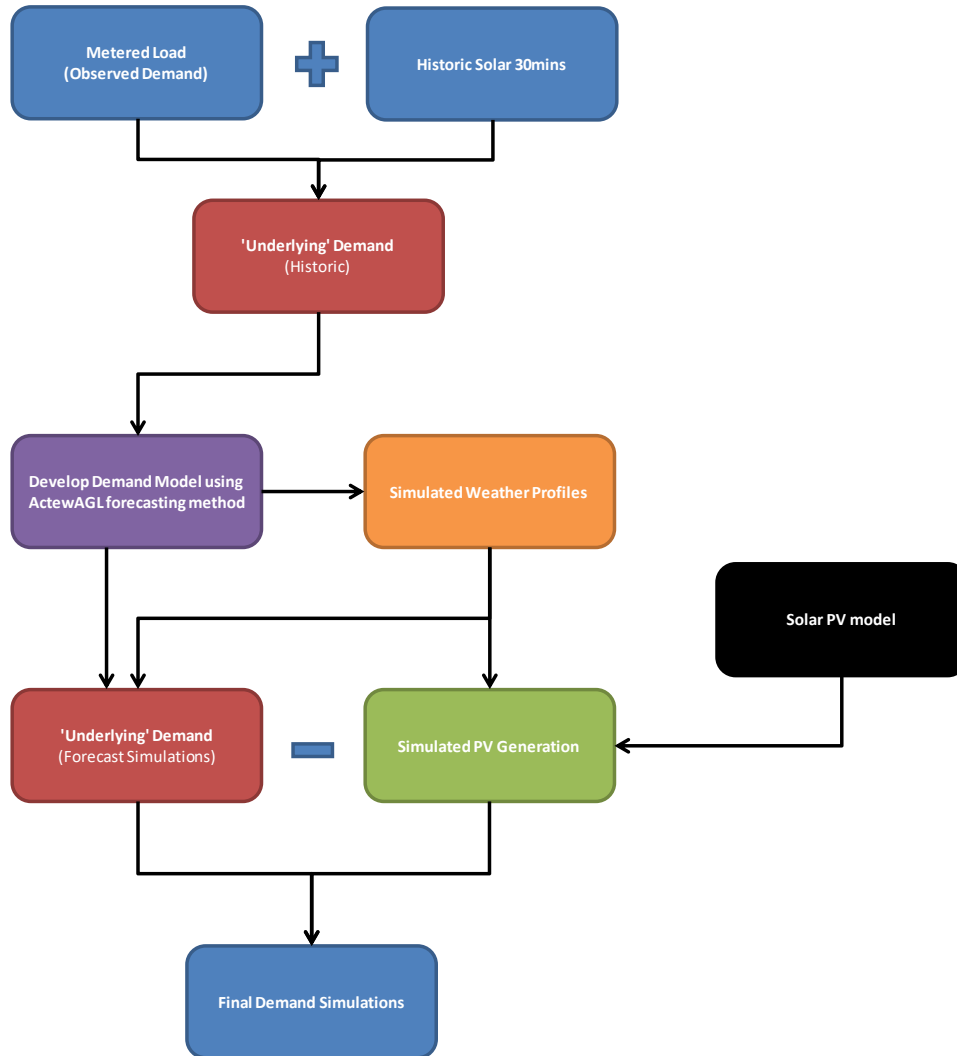 Metered Load
(Observed Demand)
Historic Solar 30mins
'Underlying' Demand
(Historic)
Develop Demand Model using
ActewAGL forecasting method
Simulated Weather Profiles
Solar PV model
'Underlying' Demand
(Forecast Simulations)
Simulated PV Generation
Final Demand Simulations